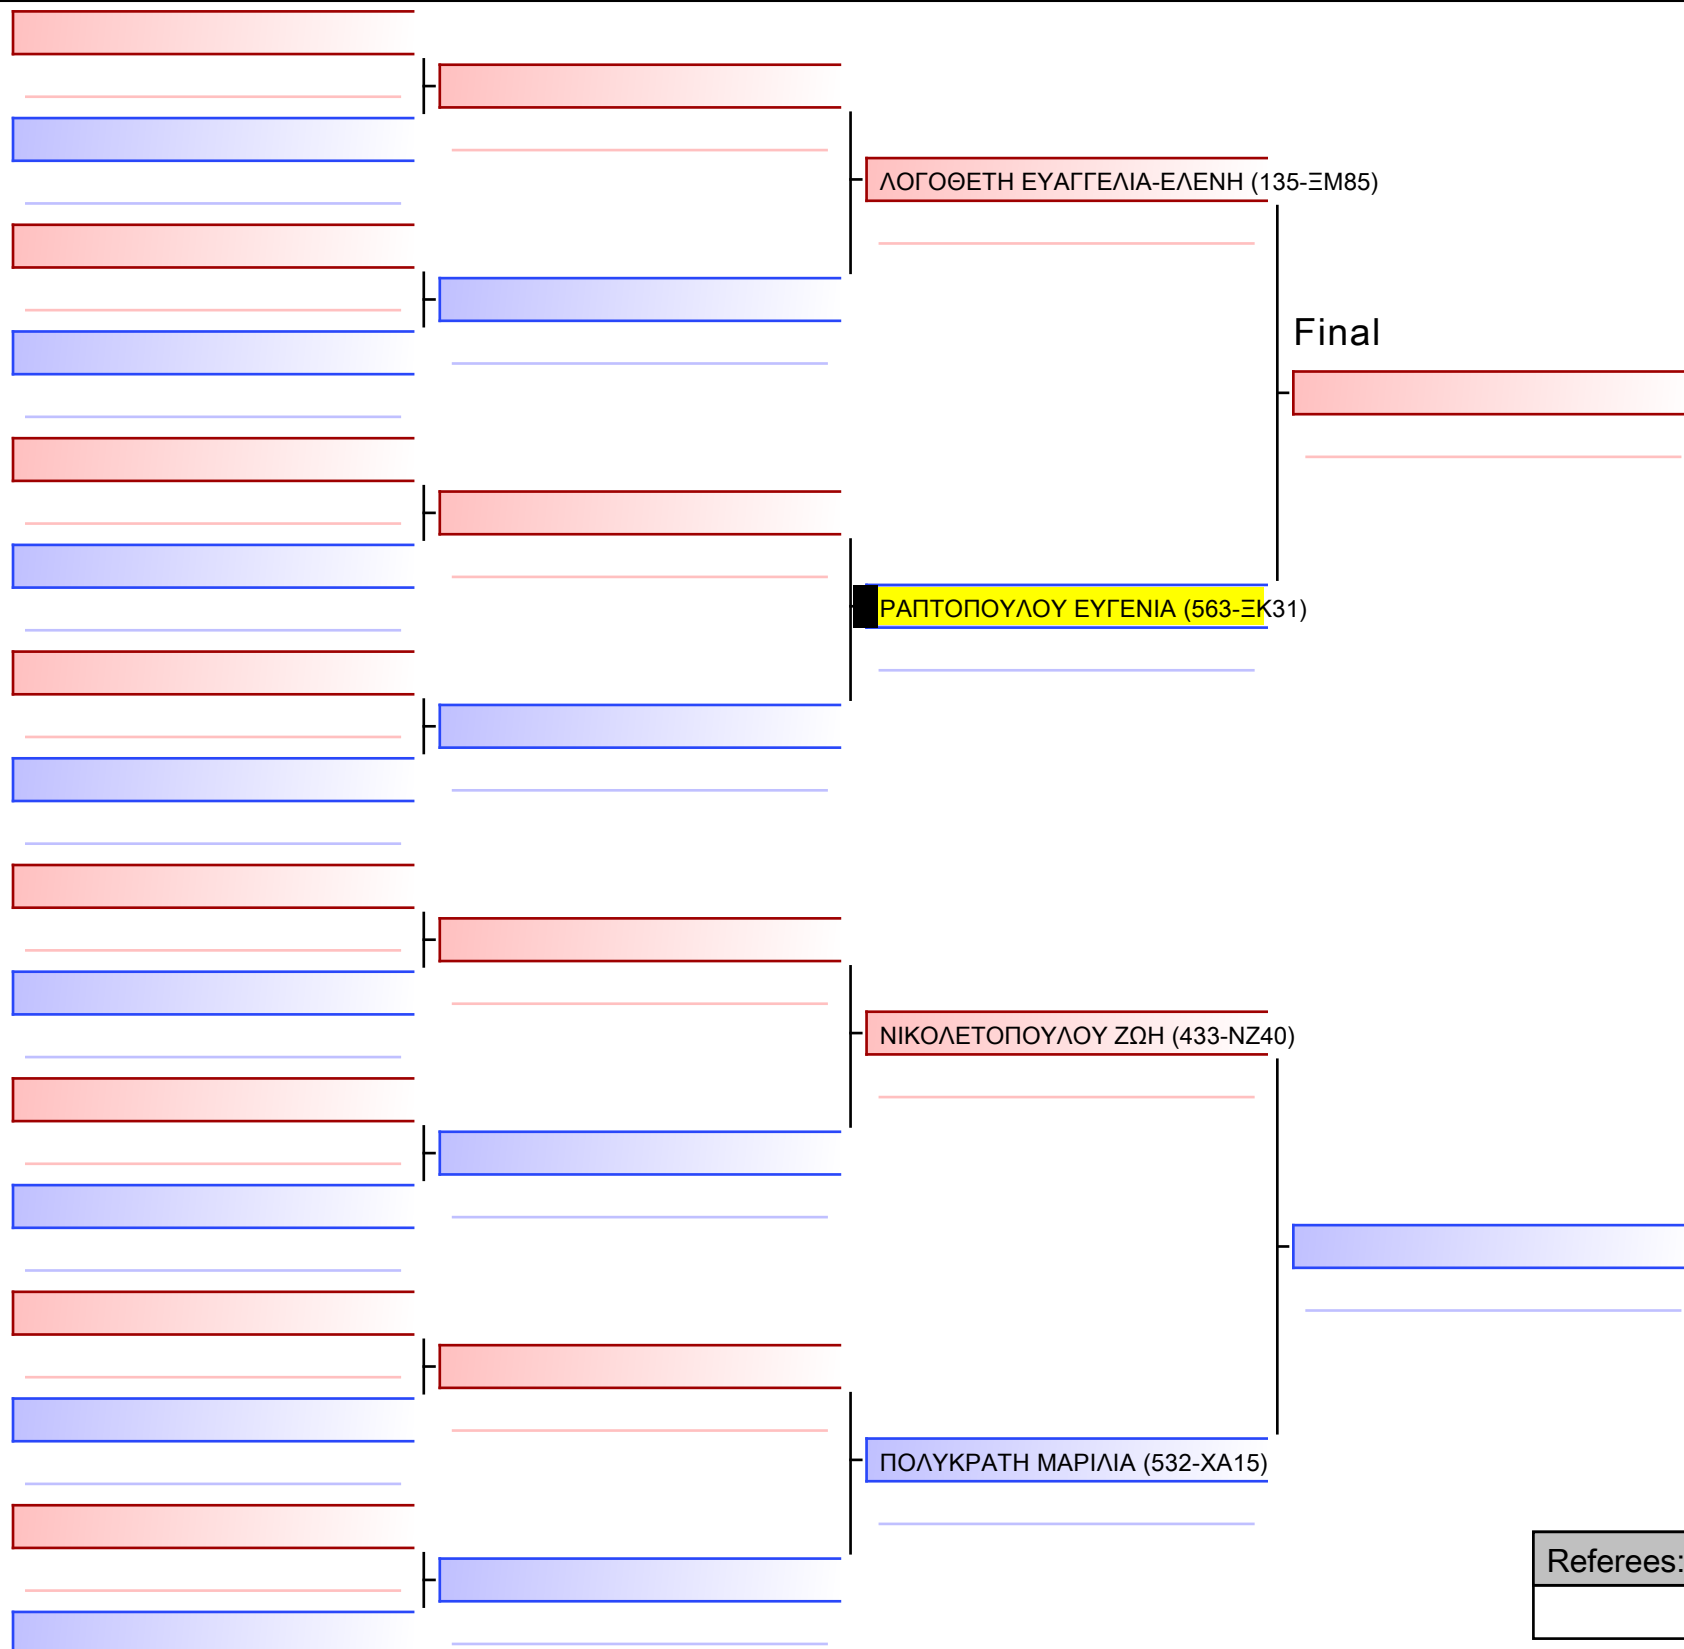 ΛΟΓΟΘΕΤΗ ΕΥΑΓΓΕΛΙΑ-ΕΛΕΝΗ (135-ΞΜ85)
Final
ΡΑΠΤΟΠΟΥΛΟΥ ΕΥΓΕΝΙΑ (563-ΞΚ31)
ΝΙΚΟΛΕΤΟΠΟΥΛΟΥ ΖΩΗ (433-ΝΖ40)
ΠΟΛΥΚΡΑΤΗ ΜΑΡΙΛΙΑ (532-ΧΑ15)
Referees: